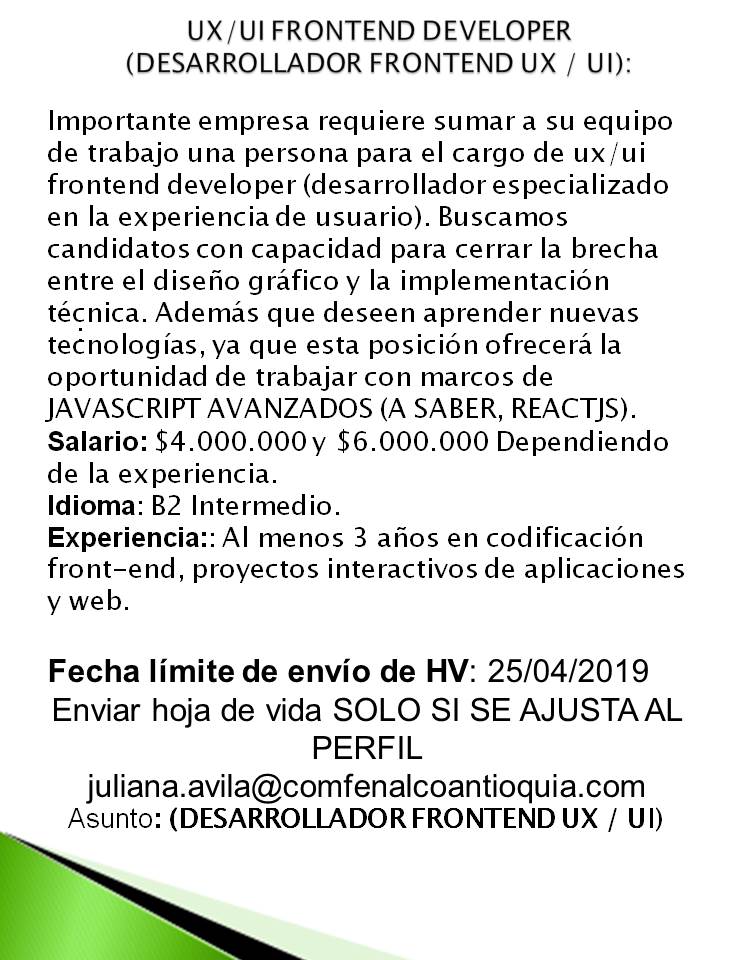 UX/UI FRONTEND DEVELOPER
(DESARROLLADOR FRONTEND UX / UI):
Importante empresa requiere sumar a su equipo
de trabajo una persona para el cargo de ux/ui
frontend developer (desarrollador especializado
en la experiencia de usuario). Buscamos
candidatos con capacidad para cerrar la brecha
entre el diseño gráfico y la implementación
técnica. Además que deseen aprender nuevas
tecnologías, ya que esta posición ofrecerá la
oportunidad de trabajar con marcos de
JAVASCRIPT AVANZADOS (A SABER, REACTJS).
Salario: $4.000.000 y $6.000.000 Dependiendo
de la experiencia.
Idioma: B2 Intermedio.
Experiencia:: Al menos 3 años en codificación
front-end, proyectos interactivos de aplicaciones
y web.
Fecha límite de envío de HV: 25/04/2019
Enviar hoja de vida SOLO SI SE AJUSTA AL
PERFIL
juliana.avila@comfenalcoantioquia.com
Asunto: (DESARROLLADOR FRONTEND UX / UI)